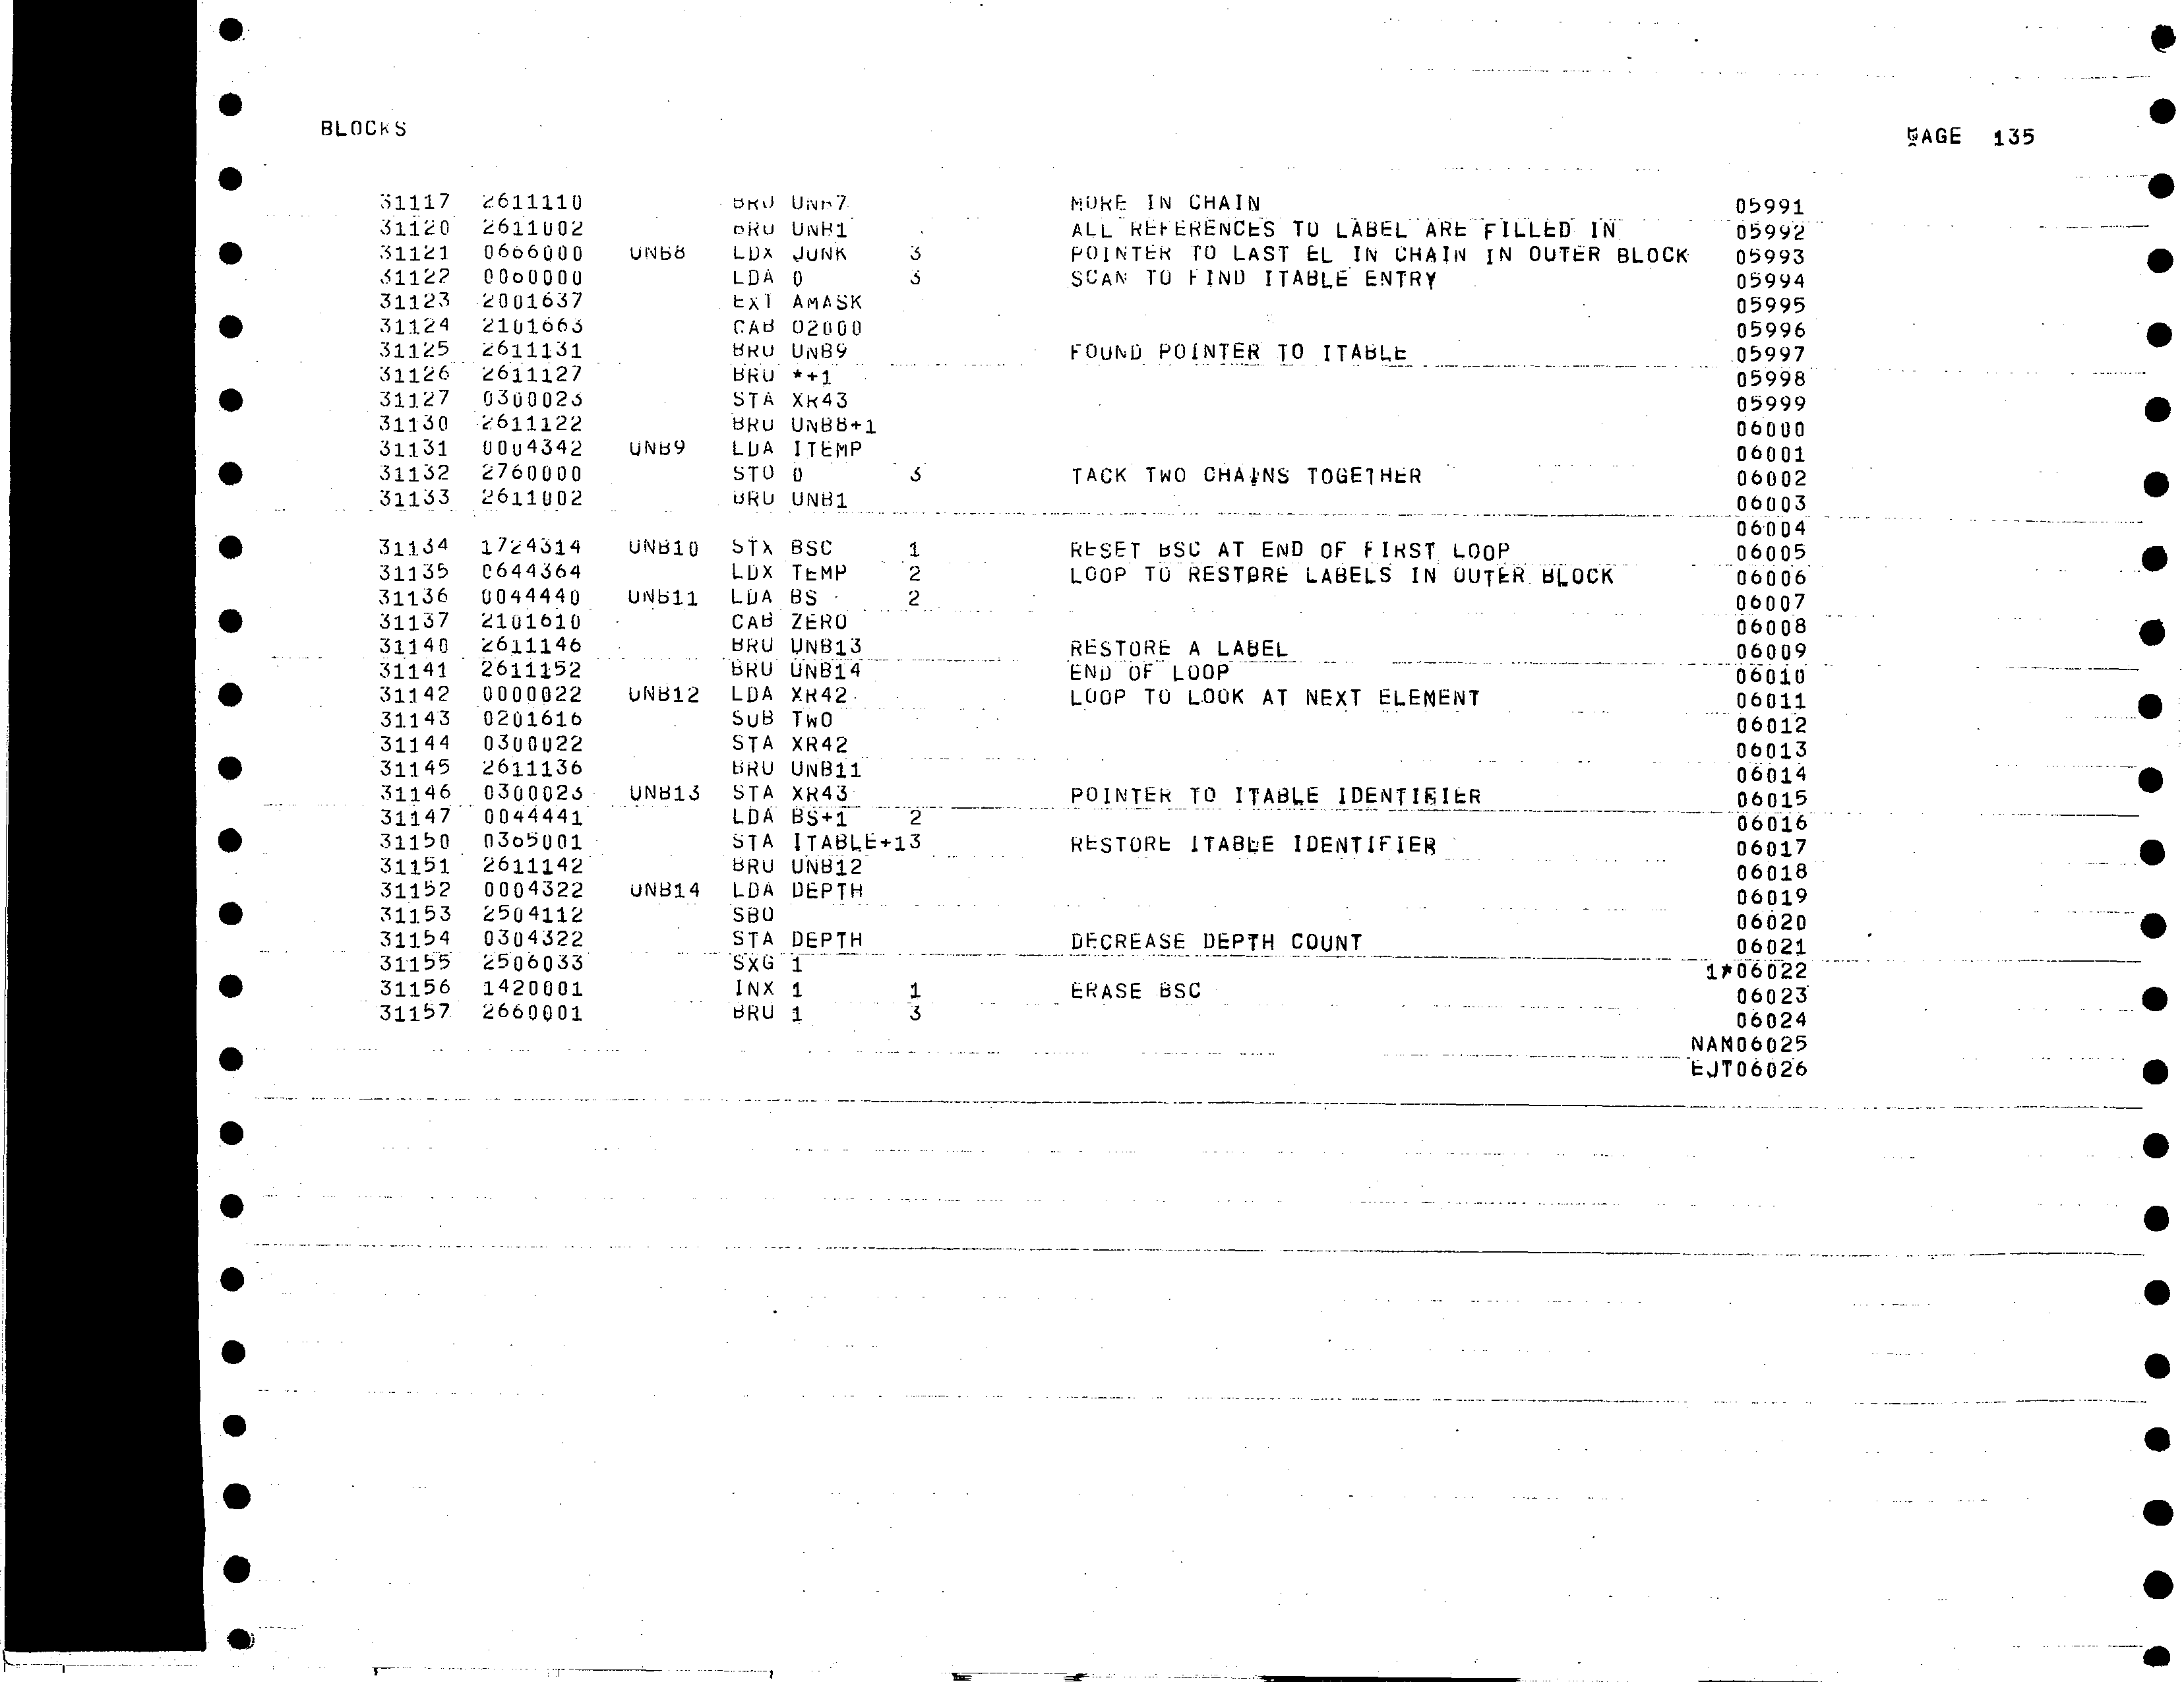 BLOCKS PAGE 135
31117 2611110 BRU UNB7 MORE IN CHAIN 05991
31120 2611002 BRU UNB1 ALL REFERENCES TO LABEL ARE FILLED IN 05992
31121 0666000 UNB8 LDX JUNK 3 POINTER TO LAST EL IN CHAIN IN OUTER BLOCK 05993
31122 0060000 LDA 0 3 SCAN TO FIND ITABLE ENTRY 05994
31123 2001637 EXT AMASK 05995
31124 2101663 CAB O2000 05996
31125 2611131 BRU UNB9 FOUND POINTER TO ITABLE 05997
31126 2611127 BRU *+1 05998
31127 0300023 STA XR43 05999
31130 2611122 BRU UNB8+1 06000
31131 0004342 UNB9 LDA ITEMP 06001
31132 2760000 STO 0 3 TACK TWO CHAINS TOGETHER 06002
31133 2611002 BRU UNB1 06003
06004
31134 1724314 UNB10 STX BSC 1 RESET BSC AT END OF FIRST LOOP 06005
31135 0644364 LDX TEMP 2 LOOP TO RESTORE LABELS IN OUTER BLOCK 06006
31136 0044440 UNB11 LDA BS 2 06007
31137 2101610 CAB ZERO 06008
31140 2611146 BRU UNB13 RESTORE A LABEL 06009
31141 2611152 BRU UNB14 END OF LOOP 06010
31142 0000022 UNB12 LDA XR42 LOOP TO LOOK AT NEXT ELEMENT 06011
31143 0201616 SUB TWO 06012
31144 0300022 STA XR42 06013
31145 2611136 BRU UNB11 06014
31146 0300023 UNB13 STA XR43 POINTER TO ITABLE IDENTIFIER 06015
31147 0044441 LDA BS+1 2 06016
31150 0365001 STA ITABLE+13 RESTORE ITABLE IDENTIFIER 06017
31151 2611142 BRU UNB12 06018
31152 0004322 UNB14 LDA DEPTH 06019
31153 2504112 SBO 06020
31154 0304322 STA DEPTH DECREASE DEPTH COUNT 06021
31155 2506033 SXG 1 1*06022
31156 1420001 INX 1 1 ERASE BSC 06023
31157 2660001 BRU 1 3 06024
NAM06025
EJT06026